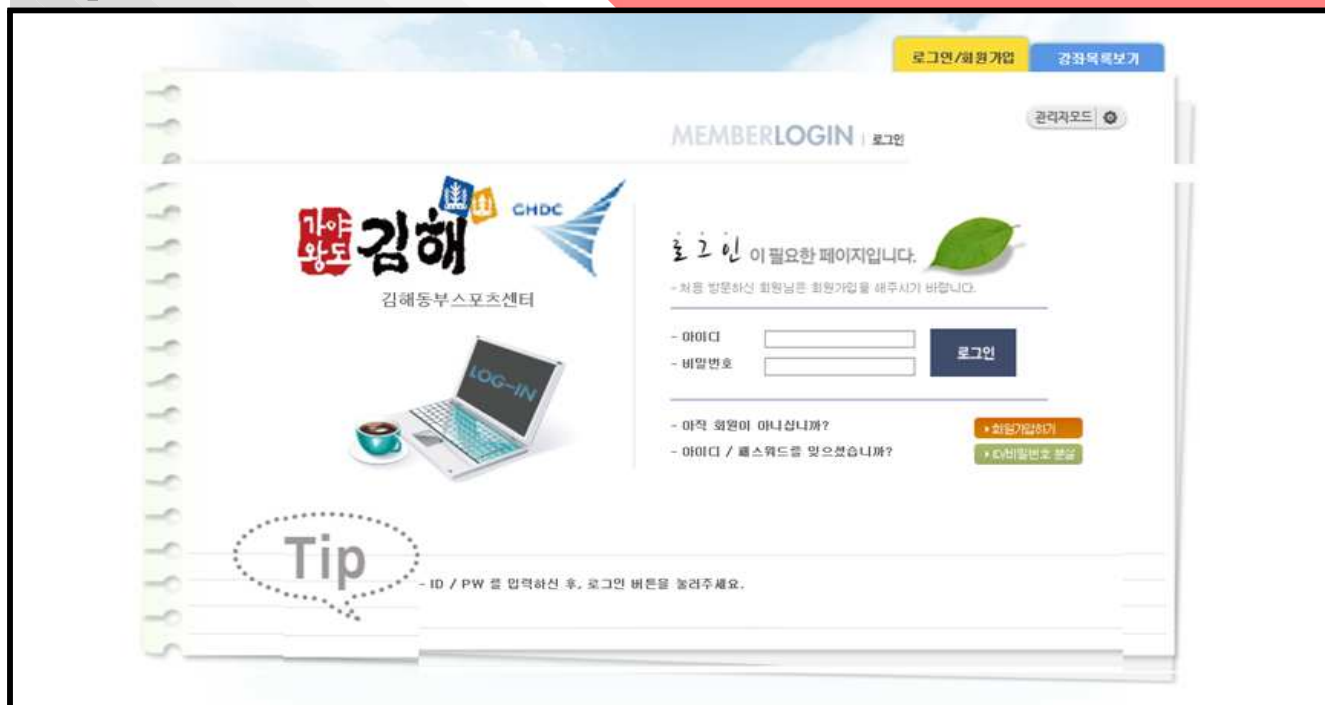 로그인/회원가입 강좌목록보기
관리자모드
MEMBERLOGIN | 로그인
가야
왕도
김해
GHDC
김해동부스포츠센터
로그인 이 필요한 페이지입니다.
- 처음 방문하신 회원님은 회원가입을 해주시기 바랍니다.
- 아이디
- 비밀번호
로그인
LOG-IN
- 아직 회원이 아니십니까?
회원가입하기
- 아이디 / 패스워드를 잊으셨습니까?
ID/비밀번호 분실
Tip
- ID / PW 를 입력하신 후, 로그인 버튼을 눌러주세요.